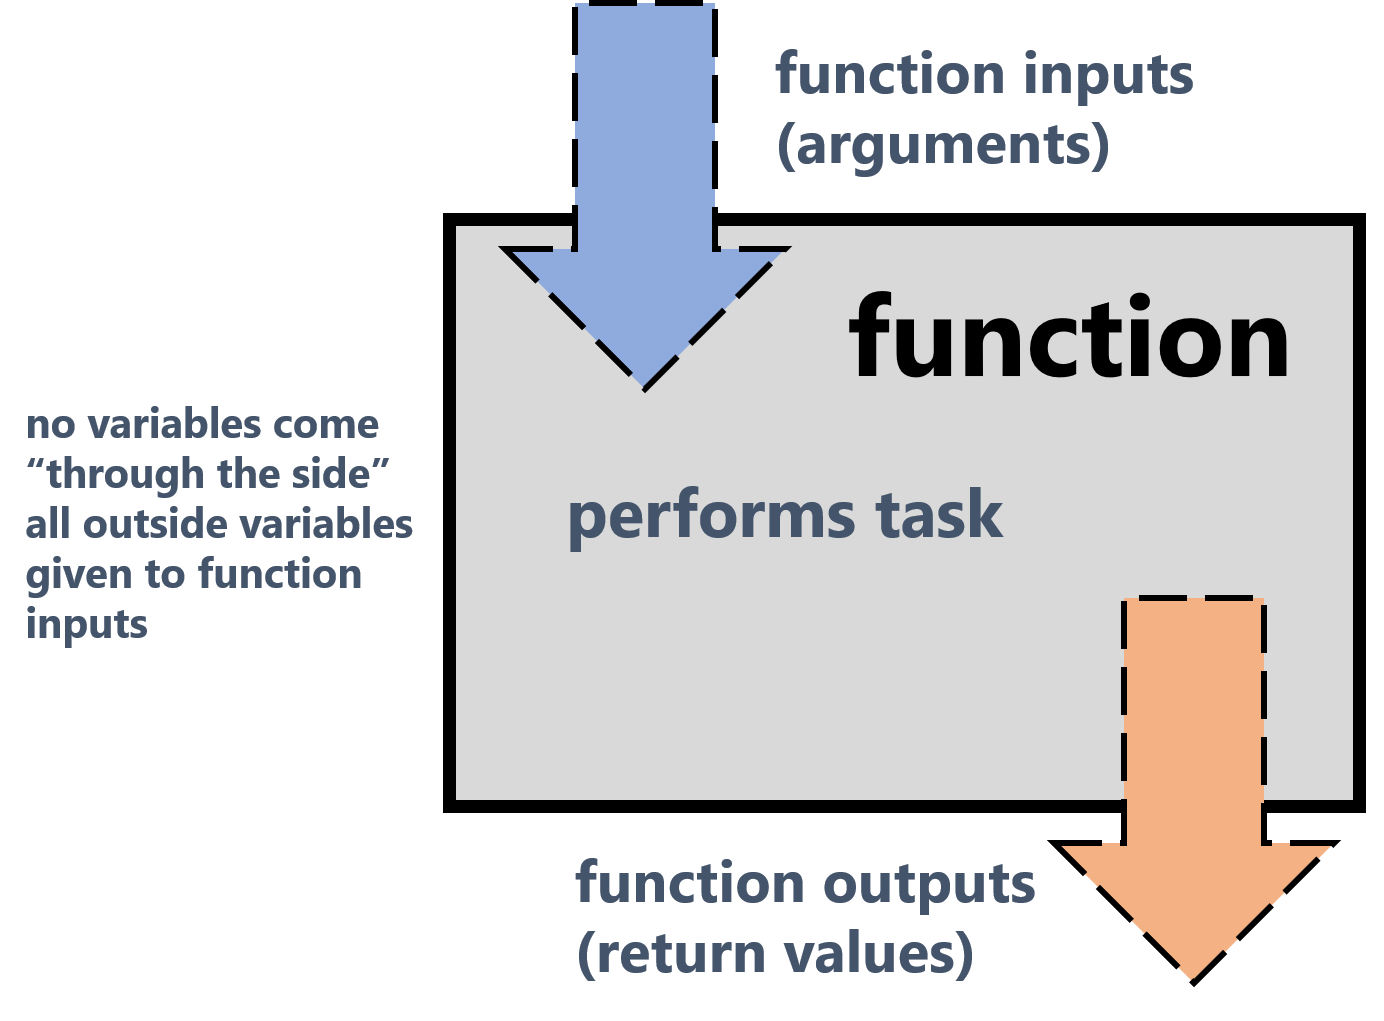 function inputs
(arguments)
function
no variables come
“through the side”
all outside variables
given to function
inputs
performs task
function outputs
(return values)